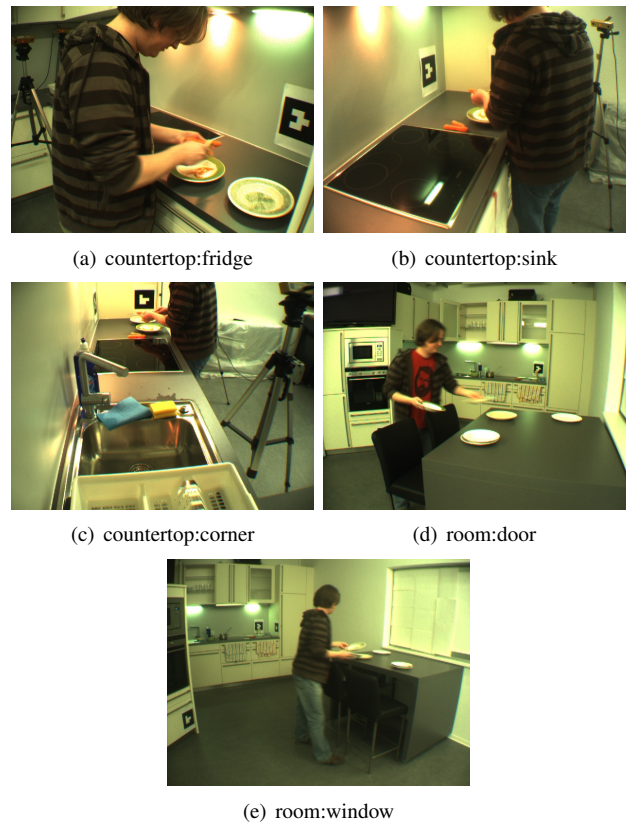 (a) countertop:fridge
(b) countertop:sink
(c) countertop:corner
(d) room:door
(e) room:window